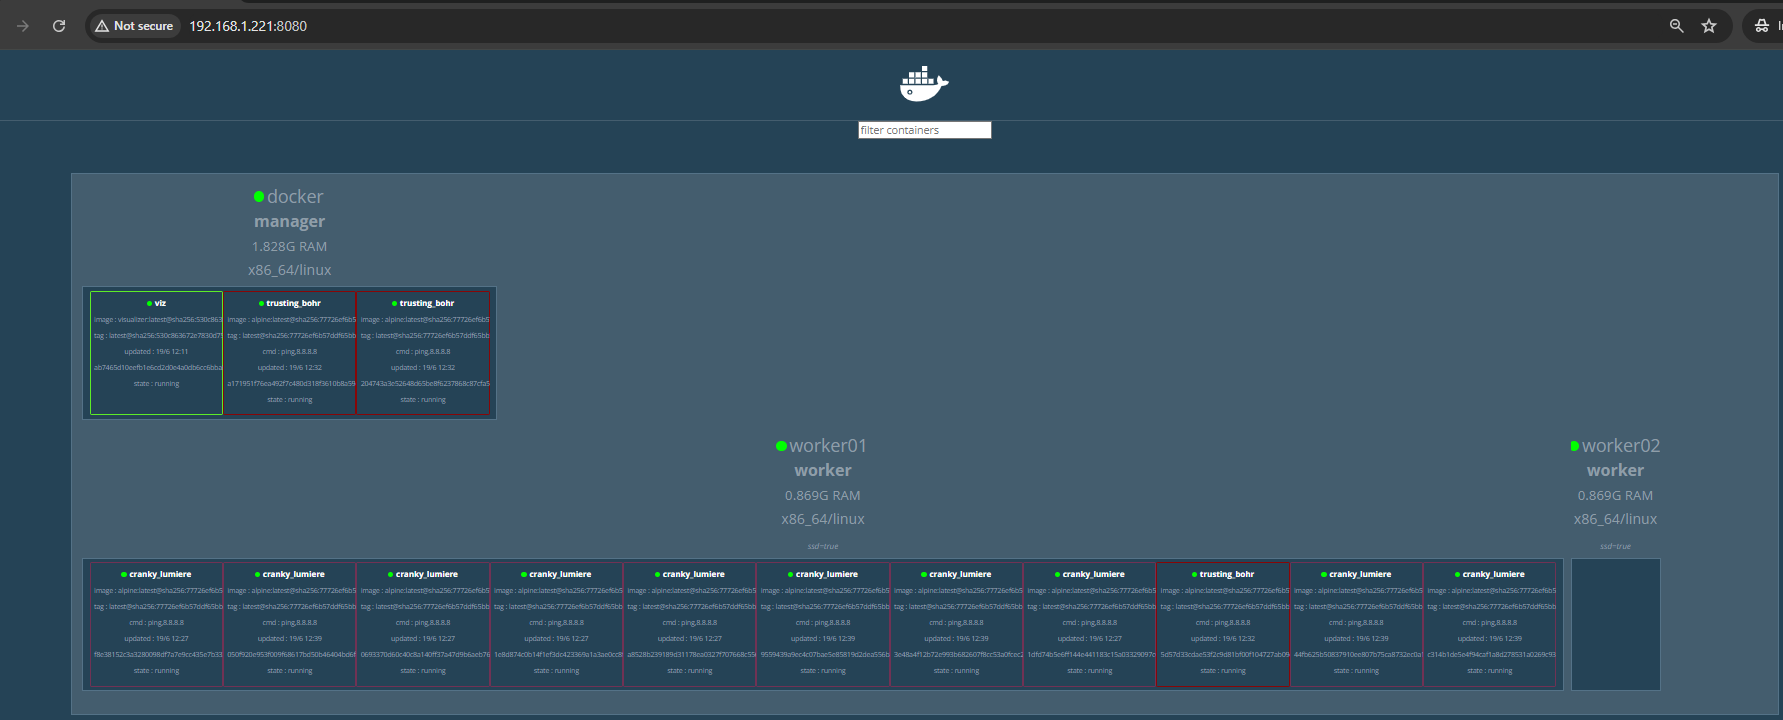 Not secure 192.168.1.221:8080
filter containers
docker
manager
1.828G RAM
x86_64/linux
viz trusting_bohr trusting_bohr
image : visualizer:latest@sha256:530c863 image : alpine:latest@sha256:77726ef6b5 image : alpine:latest@sha256:77726ef6b5
tag : latest@sha256:530c863672e7830d7 tag : latest@sha256:77726ef6b57ddf65bb tag : latest@sha256:77726ef6b57ddf65bb
cmd : ping,8.8.8.8 cmd : ping,8.8.8.8
updated : 19/6 12:11 updated : 19/6 12:32 updated : 19/6 12:32
state : running state : running state : running
worker01 worker02
worker worker
0.869G RAM 0.869G RAM
x86_64/linux x86_64/linux
ssd=true ssd=true
cranky_lumiere cranky_lumiere cranky_lumiere cranky_lumiere cranky_lumiere cranky_lumiere cranky_lumiere cranky_lumiere trusting_bohr cranky_lumiere cranky_lumiere
image : alpine:latest@sha256:77726ef6b5 image : alpine:latest@sha256:77726ef6b5 image : alpine:latest@sha256:77726ef6b5 image : alpine:latest@sha256:77726ef6b5 image : alpine:latest@sha256:77726ef6b5 image : alpine:latest@sha256:77726ef6b5 image : alpine:latest@sha256:77726ef6b5 image : alpine:latest@sha256:77726ef6b5 image : alpine:latest@sha256:77726ef6b5 image : alpine:latest@sha256:77726ef6b5 image : alpine:latest@sha256:77726ef6b5
tag : latest@sha256:77726ef6b57ddf65bb tag : latest@sha256:77726ef6b57ddf65bb tag : latest@sha256:77726ef6b57ddf65bb tag : latest@sha256:77726ef6b57ddf65bb tag : latest@sha256:77726ef6b57ddf65bb tag : latest@sha256:77726ef6b57ddf65bb tag : latest@sha256:77726ef6b57ddf65bb tag : latest@sha256:77726ef6b57ddf65bb tag : latest@sha256:77726ef6b57ddf65bb tag : latest@sha256:77726ef6b57ddf65bb tag : latest@sha256:77726ef6b57ddf65bb
cmd : ping,8.8.8.8 cmd : ping,8.8.8.8 cmd : ping,8.8.8.8 cmd : ping,8.8.8.8 cmd : ping,8.8.8.8 cmd : ping,8.8.8.8 cmd : ping,8.8.8.8 cmd : ping,8.8.8.8 cmd : ping,8.8.8.8 cmd : ping,8.8.8.8 cmd : ping,8.8.8.8
updated : 19/6 12:27 updated : 19/6 12:39 updated : 19/6 12:27 updated : 19/6 12:27 updated : 19/6 12:27 updated : 19/6 12:39 updated : 19/6 12:39 updated : 19/6 12:27 updated : 19/6 12:32 updated : 19/6 12:39 updated : 19/6 12:39
state : running state : running state : running state : running state : running state : running state : running state : running state : running state : running state : running